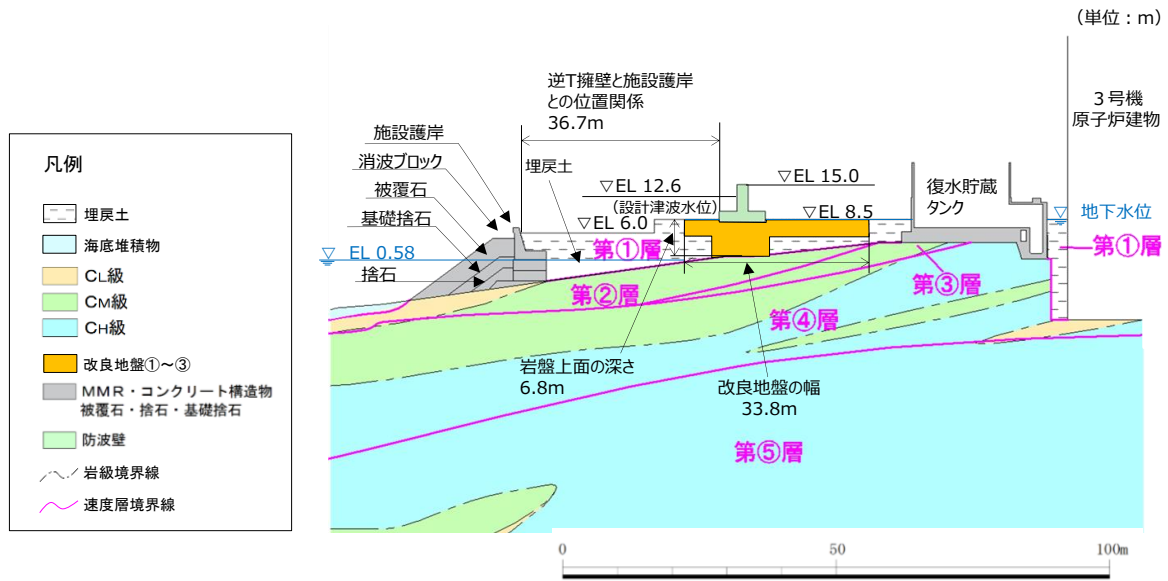 （単位：m）
逆T擁壁と施設護岸
との位置関係
36.7m
3号機
原子炉建物
施設護岸
消波ブロック
被覆石
基礎捨石
捨石
埋戻土
▽EL 12.6
(設計津波水位)
▽EL 15.0
▽EL 6.0
▽EL 8.5
復水貯蔵
タンク
▽ 地下水位
▽ EL 0.58
第①層
第①層
第②層
第③層
第④層
岩盤上面の深さ
6.8m
改良地盤の幅
33.8m
第⑤層
凡例
埋戻土
海底堆積物
CL級
CM級
CH級
改良地盤①～③
MMR・コンクリート構造物
被覆石・捨石・基礎捨石
防波壁
岩級境界線
速度層境界線
0
50
100m